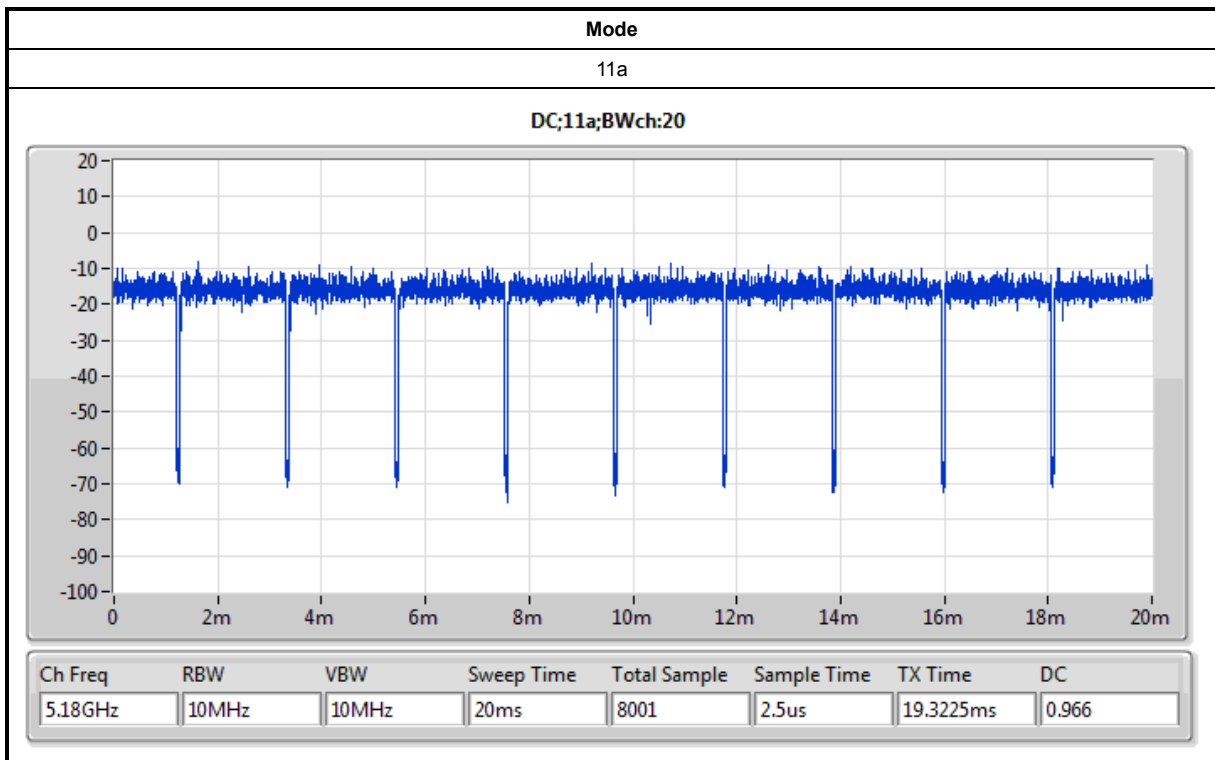 Mode
11a
DC;11a;BWch:20
20
10
0
-10
-20
-30
-40
-50
-60
-70
-80
-90
-100
0 2m 4m 6m 8m 10m 12m 14m 16m 18m 20m
Ch Freq RBW VBW Sweep Time Total Sample Sample Time TX Time DC
5.18GHz 10MHz 10MHz 20ms 8001 2.5us 19.3225ms 0.966